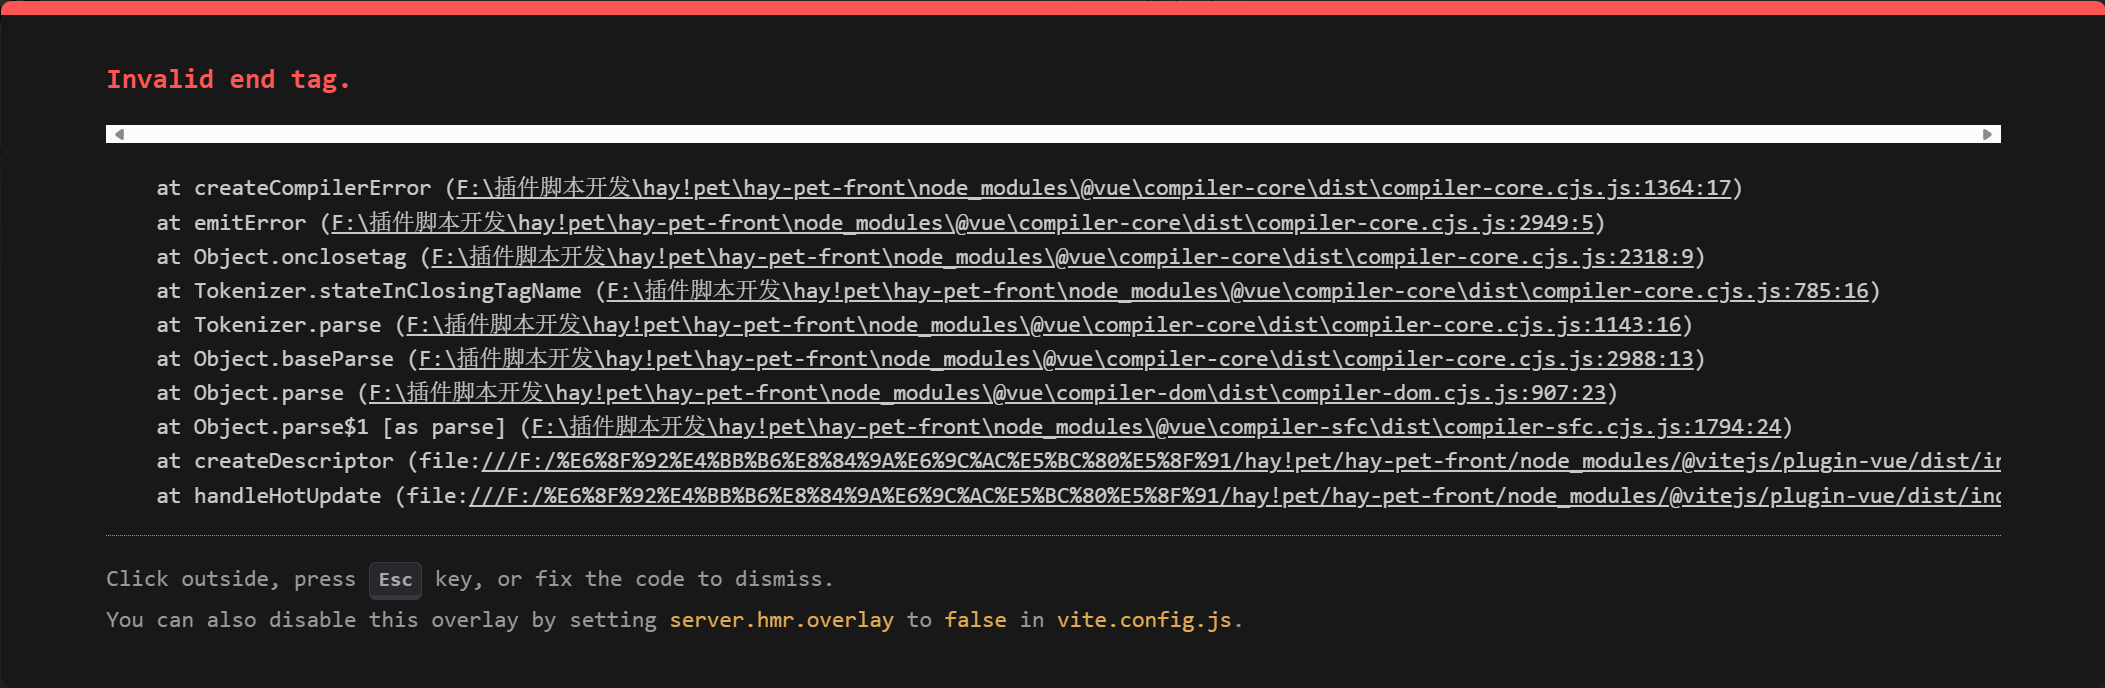 Invalid end tag.
at createCompilerError (F:\插件脚本开发\hay!pet\hay-pet-front\node_modules\@vue\compiler-core\dist\compiler-core.cjs.js:1364:17)
at emitError (F:\插件脚本开发\hay!pet\hay-pet-front\node_modules\@vue\compiler-core\dist\compiler-core.cjs.js:2949:5)
at Object.onclosetag (F:\插件脚本开发\hay!pet\hay-pet-front\node_modules\@vue\compiler-core\dist\compiler-core.cjs.js:2318:9)
at Tokenizer.stateInClosingTagName (F:\插件脚本开发\hay!pet\hay-pet-front\node_modules\@vue\compiler-core\dist\compiler-core.cjs.js:785:16)
at Tokenizer.parse (F:\插件脚本开发\hay!pet\hay-pet-front\node_modules\@vue\compiler-core\dist\compiler-core.cjs.js:1143:16)
at Object.baseParse (F:\插件脚本开发\hay!pet\hay-pet-front\node_modules\@vue\compiler-core\dist\compiler-core.cjs.js:2988:13)
at Object.parse (F:\插件脚本开发\hay!pet\hay-pet-front\node_modules\@vue\compiler-dom\dist\compiler-dom.cjs.js:907:23)
at Object.parse$1 [as parse] (F:\插件脚本开发\hay!pet\hay-pet-front\node_modules\@vue\compiler-sfc\dist\compiler-sfc.cjs.js:1794:24)
at createDescriptor (file:///F:/%E6%8F%92%E4%BB%B6%E8%84%9A%E6%9C%AC%E5%BC%80%E5%8F%91/hay!pet/hay-pet-front/node_modules/@vitejs/plugin-vue/dist/in
at handleHotUpdate (file:///F:/%E6%8F%92%E4%BB%B6%E8%84%9A%E6%9C%AC%E5%BC%80%E5%8F%91/hay!pet/hay-pet-front/node_modules/@vitejs/plugin-vue/dist/ind
Click outside, press Esc key, or fix the code to dismiss.
You can also disable this overlay by setting server.hmr.overlay to false in vite.config.js.